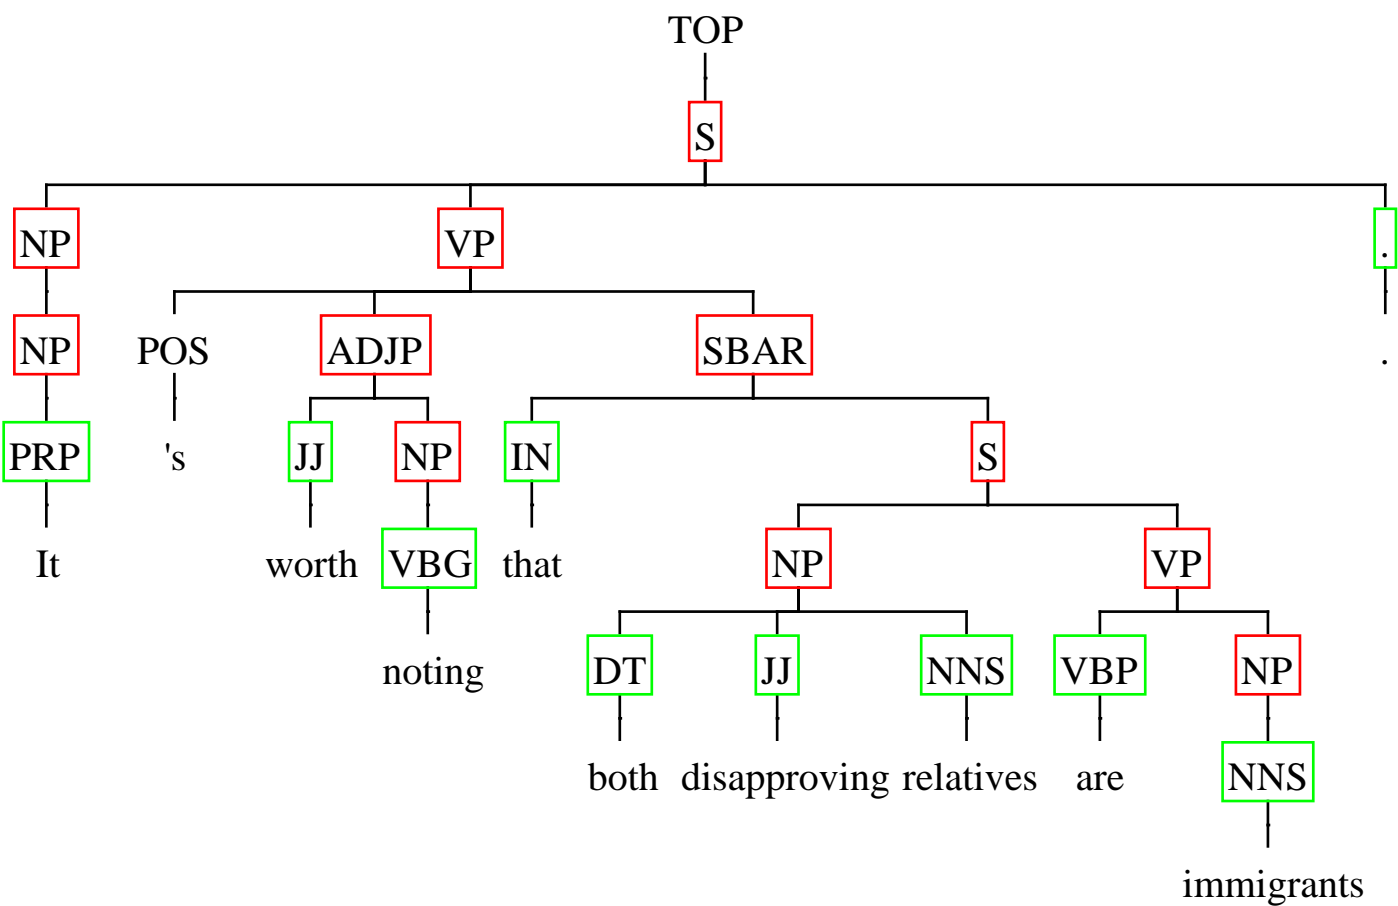 TOP
S
NP VP .
NP POS ADJP SBAR .
PRP 's JJ NP IN S
It worth VBG that NP VP
noting DT JJ NNS VBP NP
both disapproving relatives are NNS
immigrants